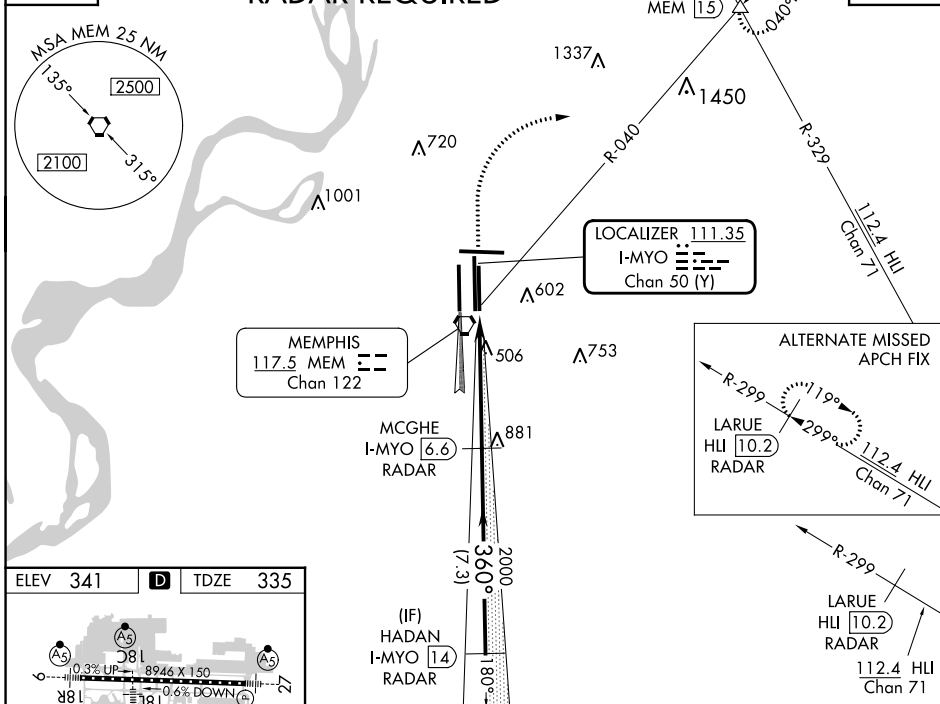 RADAR REQUIRED
MEM 15
040°
MSA MEM 25 NM
135°
2500
2100
315°
1337
1450
720
1001
R-040
R-329
112.4 HLI
Chan 71
LOCALIZER 111.35
I-MYO
Chan 50 (Y)
602
MEMPHIS
117.5 MEM
Chan 122
506
753
MCGHE
I-MYO 6.6
RADAR
881
ALTERNATE MISSED
APCH FIX
R-299
119°
299°
LARUE
HLI 10.2
RADAR
112.4 HLI
Chan 71
360°
2000
(7.3)
(IF)
HADAN
I-MYO 14
RADAR
180°
R-299
LARUE
HLI 10.2
RADAR
112.4 HLI
Chan 71
ELEV 341 D TDZE 335
A5
A5
A5
18C
0.3% UP
8946 X 150
0.6% DOWN
9
27
18R
18L
P